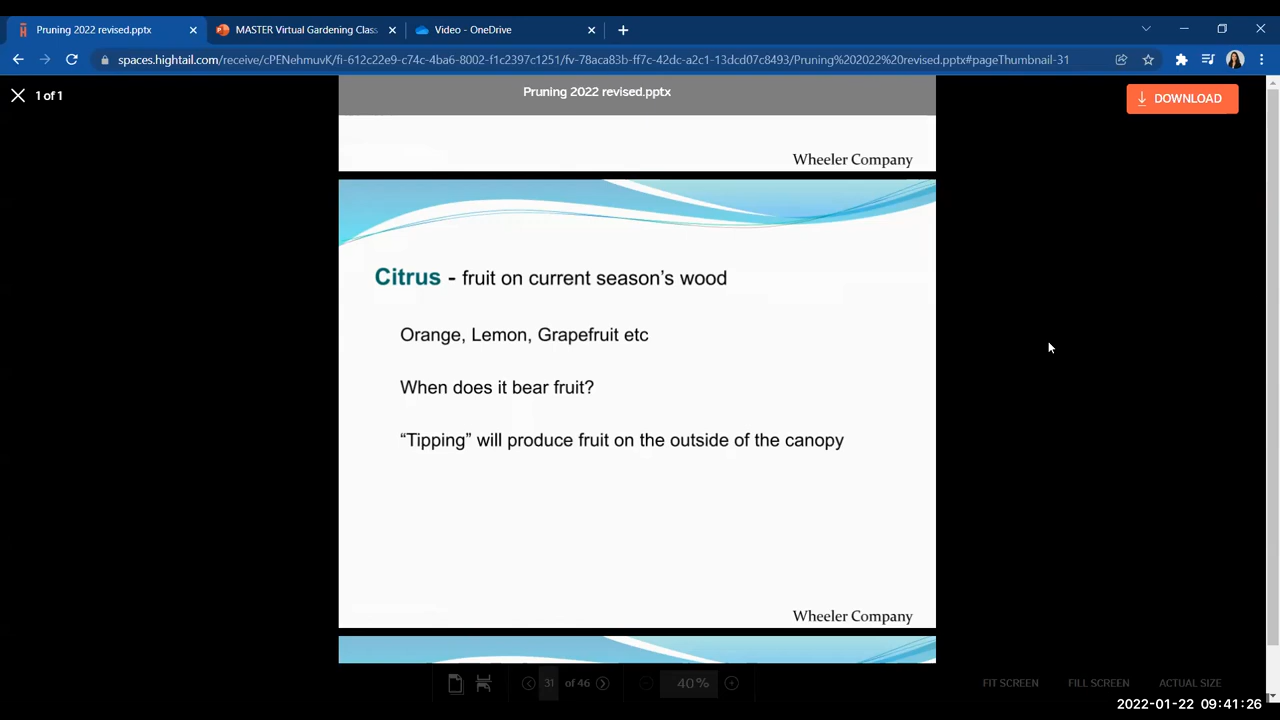 Pruning 2022 revised.pptx
MASTER Virtual Gardening Class
Video - OneDrive
spaces.hightail.com/receive/cPENehmuvK/fi-612c22e9-c74c-4ba6-8002-f1c2397c1251/fv-78aca83b-ff7c-42dc-a2c1-13dcd07c8493/Pruning%202022%20revised.pptx#pageThumbnail-31
1 of 1
Pruning 2022 revised.pptx
DOWNLOAD
Wheeler Company
Citrus - fruit on current season’s wood
Orange, Lemon, Grapefruit etc
When does it bear fruit?
“Tipping” will produce fruit on the outside of the canopy
Wheeler Company
31 of 46
40%
FIT SCREEN
FILL SCREEN
ACTUAL SIZE
2022-01-22 09:41:26